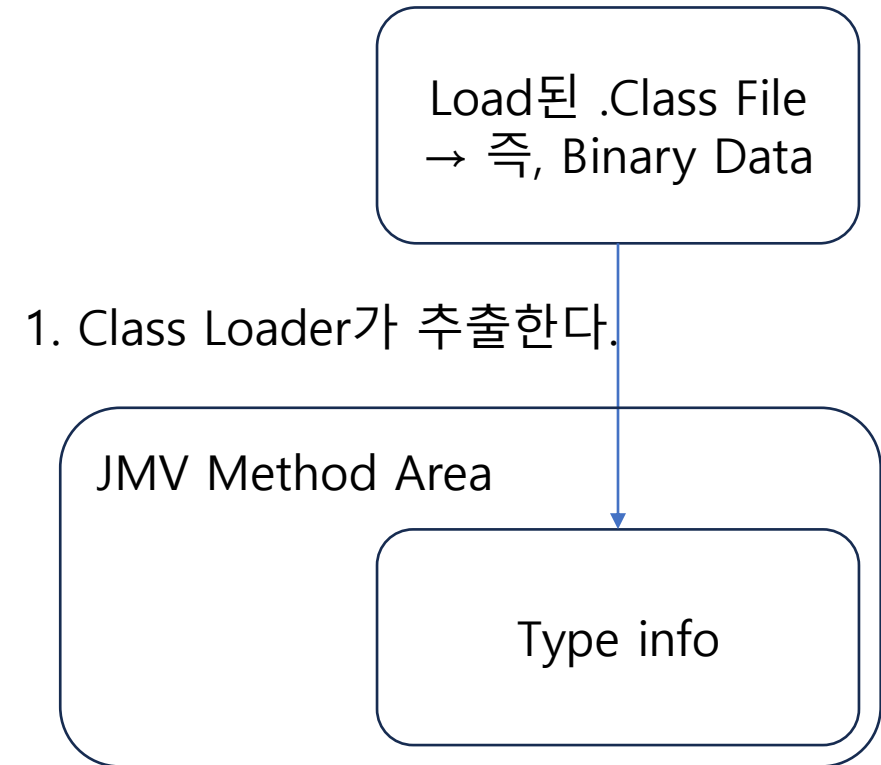 Load된 .Class File
→ 즉, Binary Data
1. Class Loader가 추출한다.
JMV Method Area
Type info